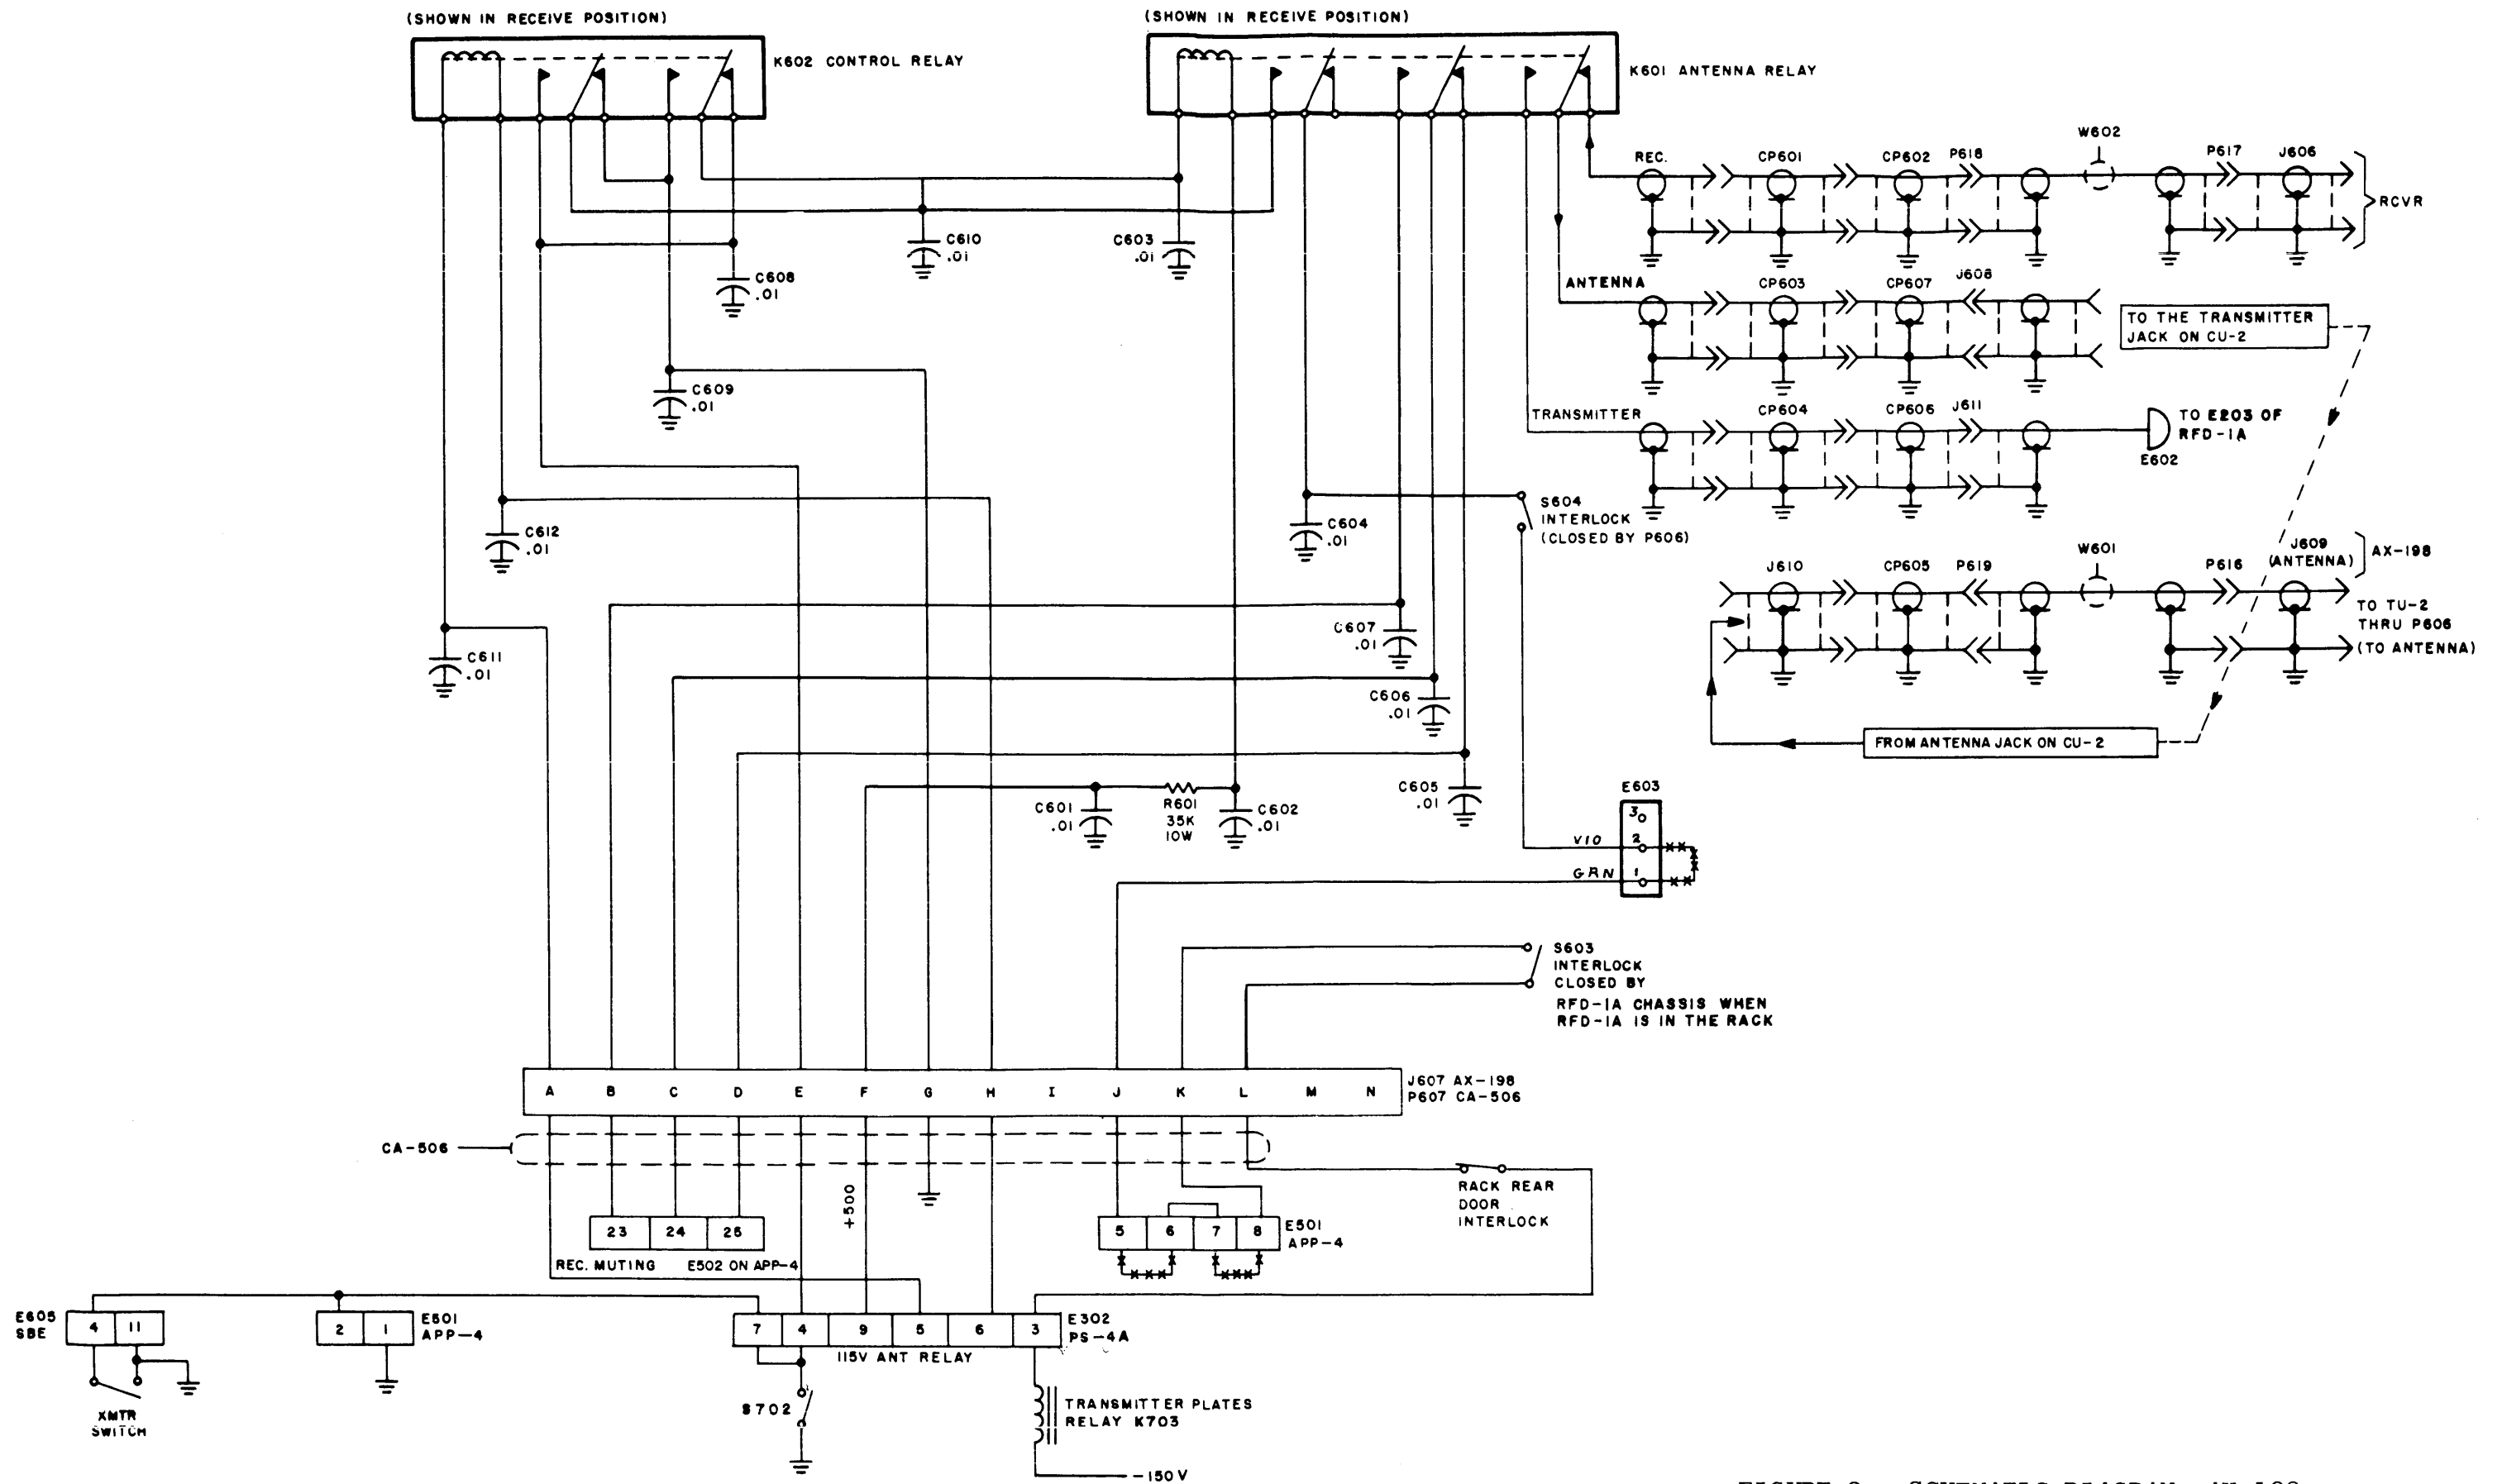 (SHOWN IN RECEIVE POSITION)
K602 CONTROL RELAY
(SHOWN IN RECEIVE POSITION)
K601 ANTENNA RELAY
C610
.01
C603
.01
C608
.01
C609
.01
C612
.01
C611
.01
C604
.01
C607
.01
C606
.01
C605
.01
C601
.01
R601
35K
10W
C602
.01
REC.
CP601
CP602
P618
W602
P617
J606
RCVR
ANTENNA
CP603
CP607
J608
TO THE TRANSMITTER
JACK ON CU-2
TRANSMITTER
CP604
CP606
J611
TO E203 OF
RFD-1A
E602
S604
INTERLOCK
(CLOSED BY P606)
J610
CP605
P619
W601
P616
J609
(ANTENNA)
AX-198
TO TU-2
THRU P606
(TO ANTENNA)
FROM ANTENNA JACK ON CU-2
E603
3
VIO
2
GRN
1
S603
INTERLOCK
CLOSED BY
RFD-1A CHASSIS WHEN
RFD-1A IS IN THE RACK
A B C D E F G H I J K L M N
J607 AX-198
P607 CA-506
CA-506
+500
RACK REAR
DOOR
INTERLOCK
23 24 25
REC. MUTING E502 ON APP-4
5 6 7 8
E501
APP-4
E605
SBE
4 11
XMTR
SWITCH
2 1
E501
APP-4
7 4 9 5 6 3
E302
PS-4A
115V ANT RELAY
S702
TRANSMITTER PLATES
RELAY K703
-150V